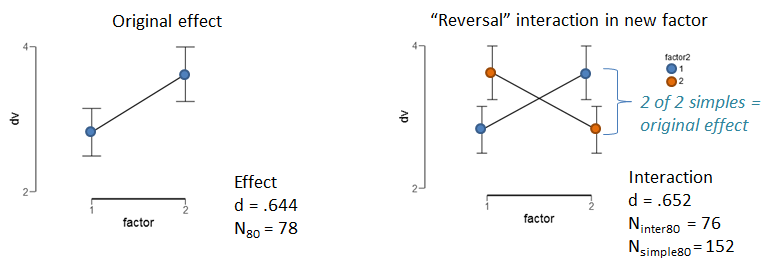 Original effect
4
dv
2
1
2
factor
Effect
d = .644
N80 = 78
“Reversal” interaction in new factor
4
dv
2
1
2
factor
factor2
1
2
2 of 2 simples =
original effect
Interaction
d = .652
Ninter80 = 76
Nsimple80 = 152